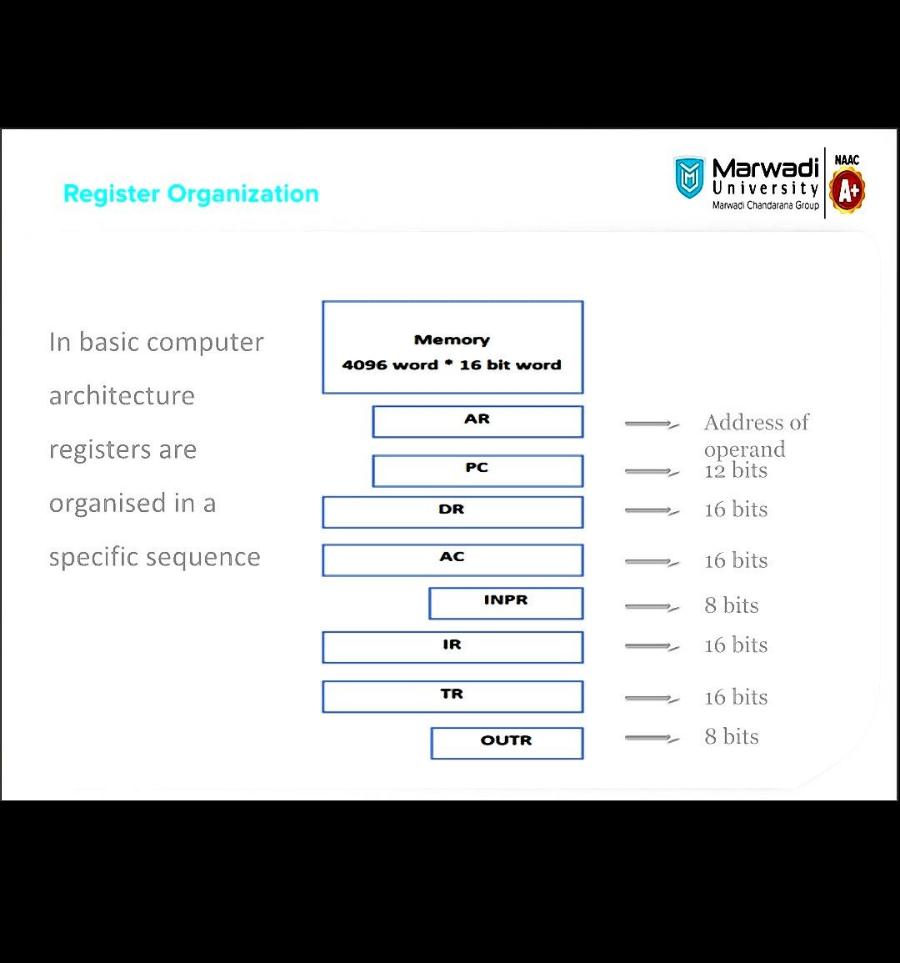 Register Organization
Marwadi
University
Marwadi Chandarana Group
NAAC
A+
In basic computer
architecture
registers are
organised in a
specific sequence
Memory
4096 word * 16 bit word
AR
Address of
operand
PC
12 bits
DR
16 bits
AC
16 bits
INPR
8 bits
IR
16 bits
TR
16 bits
OUTR
8 bits